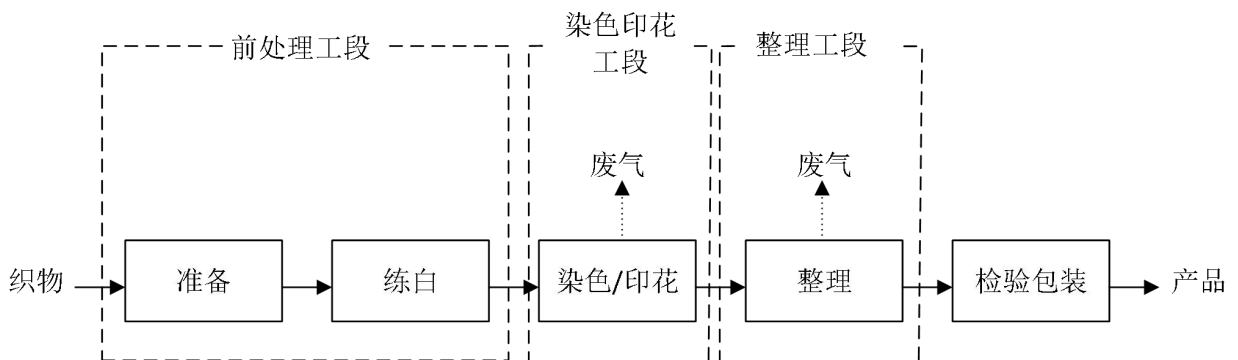 前处理工段
染色印花
工段
整理工段
废气
废气
织物
准备
练白
染色/印花
整理
检验包装
产品